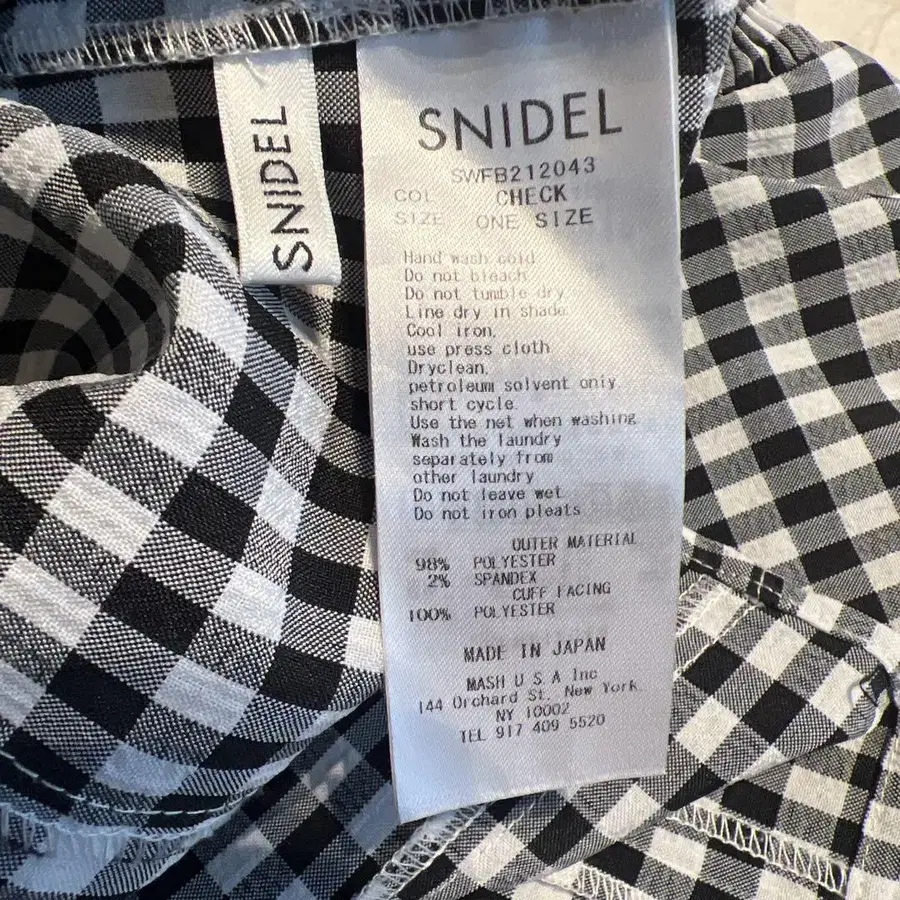 SNIDEL
SNIDEL
SWFB212043
COL CHECK
SIZE ONE SIZE
Hand wash cold
Do not bleach
Do not tumble dry
Line dry in shade
Cool iron,
use press cloth
Dryclean,
petroleum solvent only,
short cycle
Use the net when washing
Wash the laundry
separately from
other laundry
Do not leave wet
Do not iron pleats
OUTER MATERIAL
98% POLYESTER
2% SPANDEX
CUFF FACING
100% POLYESTER
MADE IN JAPAN
MASH U S A Inc
144 Orchard St. New York,
NY 10002
TEL 917 409 5520